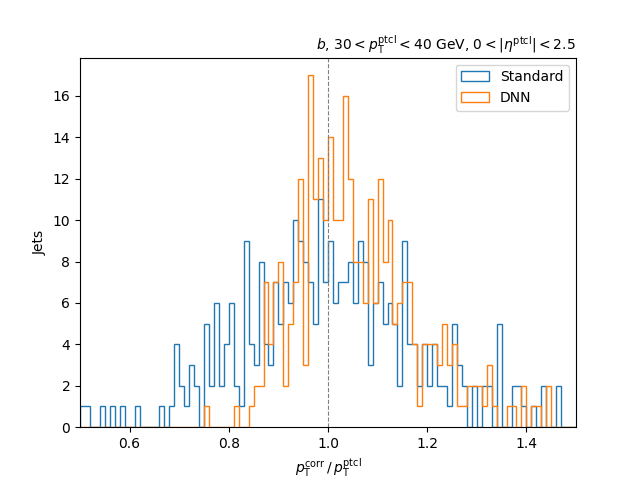 b, 30 < p_T^ptcl < 40 GeV, 0 < |η^ptcl| < 2.5
Standard
DNN
16
14
12
10
8
6
4
2
0
Jets
0.6 0.8 1.0 1.2 1.4
p_T^corr / p_T^ptcl